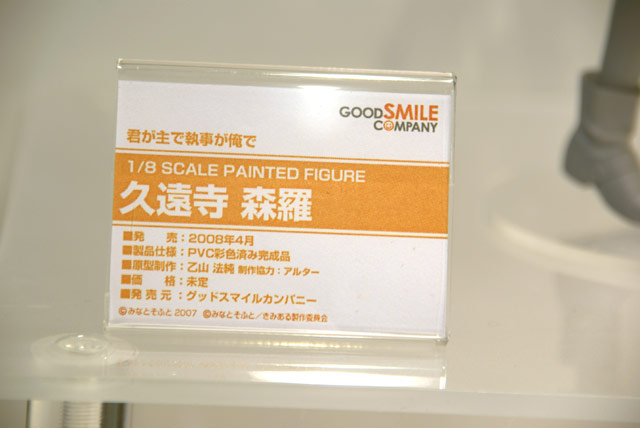 GOOD SMILE
COMPANY
君が主で執事が俺で
1/8 SCALE PAINTED FIGURE
久遠寺 森羅
■発　　売：2008年4月
■製品仕様：PVC彩色済み完成品
■原型制作：乙山 法純 制作協力：アルター
■価　　格：未定
■発 売 元：グッドスマイルカンパニー
©みなとそふと 2007 ©みなとそふと／きみある製作委員会